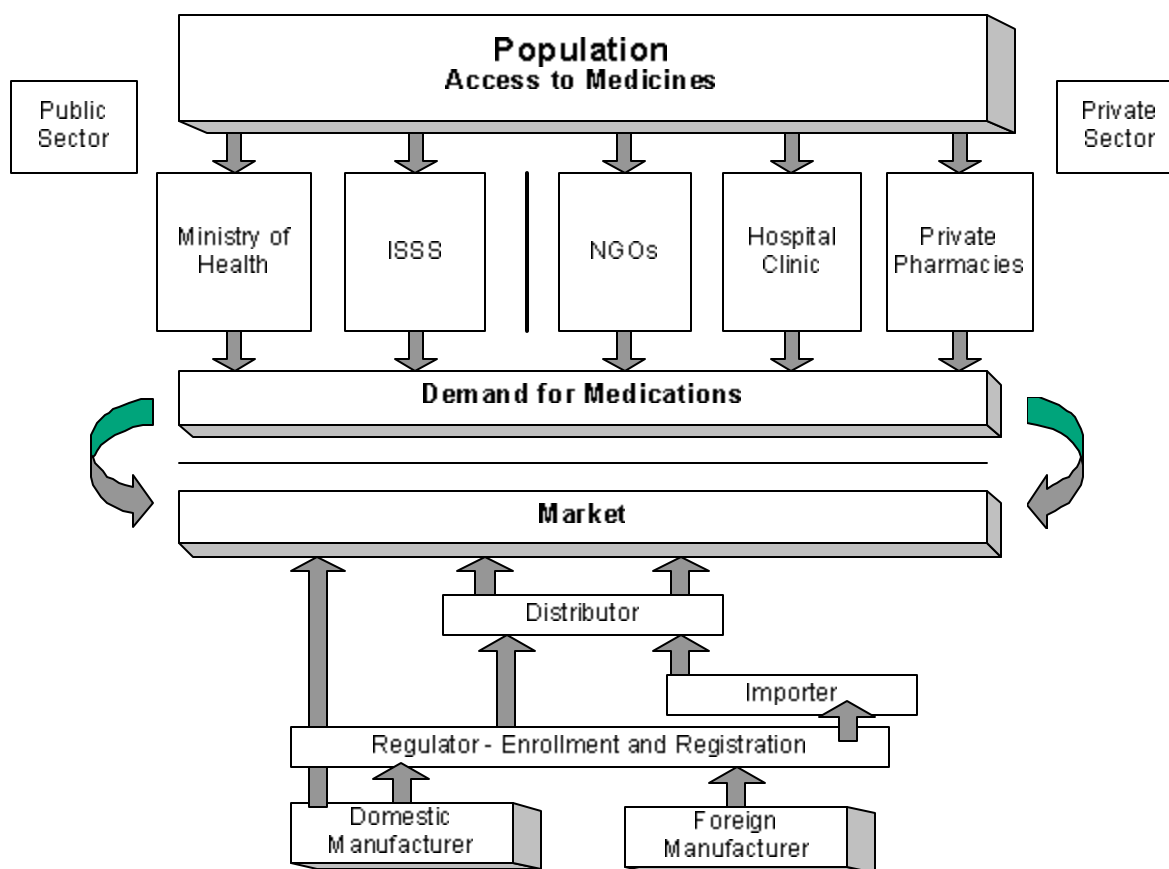 Population
Access to Medicines
Public
Sector
Private
Sector
Ministry of
Health
ISSS
NGOs
Hospital
Clinic
Private
Pharmacies
Demand for Medications
Market
Distributor
Importer
Regulator - Enrollment and Registration
Domestic
Manufacturer
Foreign
Manufacturer